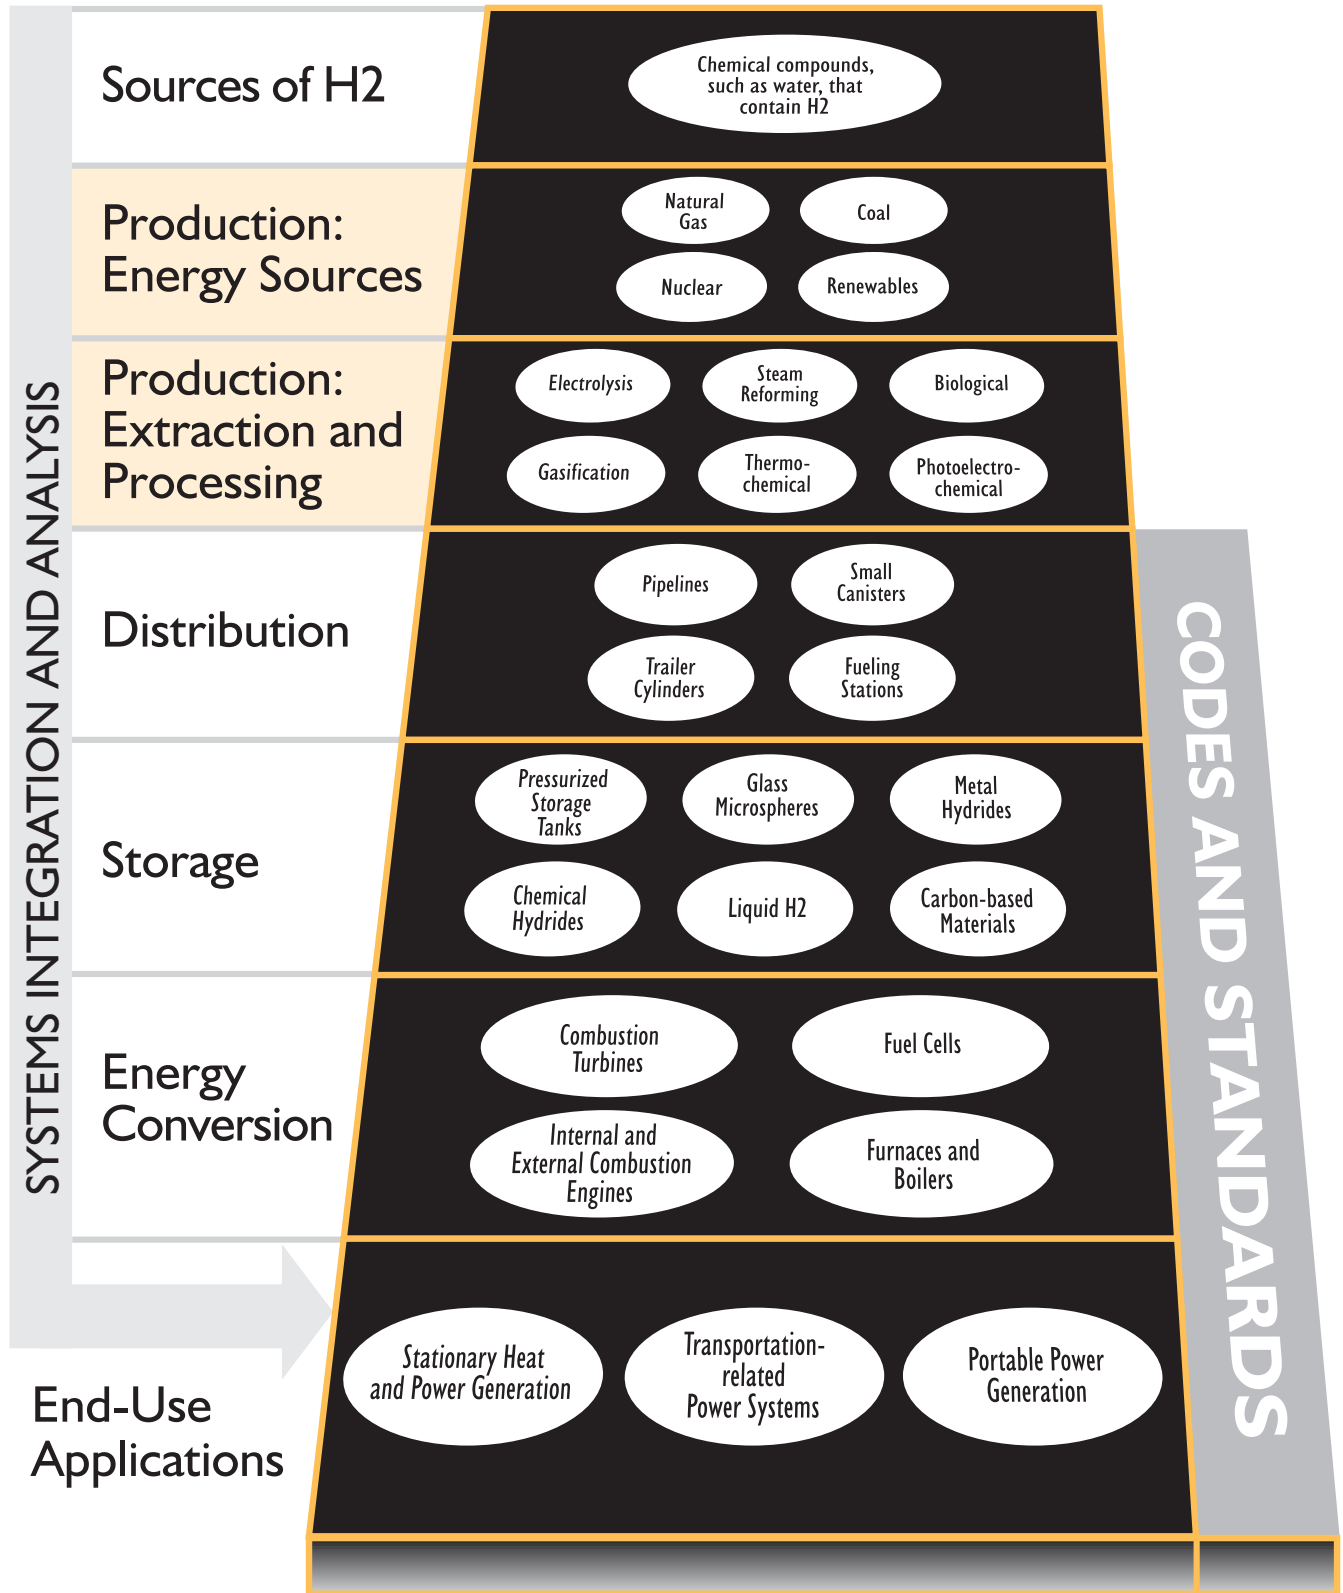 SYSTEMS INTEGRATION AND ANALYSIS
Sources of H2
Chemical compounds,
such as water, that
contain H2
Production:
Energy Sources
Natural
Gas
Coal
Nuclear
Renewables
Production:
Extraction and
Processing
Electrolysis
Steam
Reforming
Biological
Gasification
Thermo-
chemical
Photoelectro-
chemical
Distribution
Pipelines
Small
Canisters
Trailer
Cylinders
Fueling
Stations
Storage
Pressurized
Storage
Tanks
Glass
Microspheres
Metal
Hydrides
Chemical
Hydrides
Liquid H2
Carbon-based
Materials
Energy
Conversion
Combustion
Turbines
Fuel Cells
Internal and
External Combustion
Engines
Furnaces and
Boilers
End-Use
Applications
Stationary Heat
and Power Generation
Transportation-
related
Power Systems
Portable Power
Generation
CODES AND STANDARDS